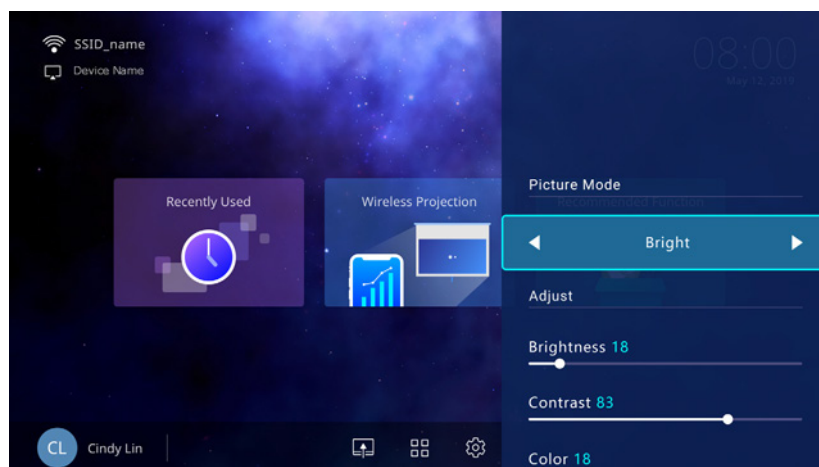 SSID_name
Device Name
08:00
May 12, 2019
Recently Used
Wireless Projection
Recommended Function
Picture Mode
Bright
Adjust
Brightness 18
Contrast 83
Color 18
CL
Cindy Lin